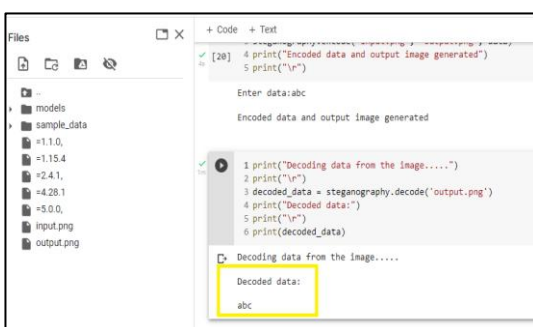 Files
..
models
sample_data
=1.1.0,
=1.15.4
=2.4.1,
=4.28.1
=5.0.0,
input.png
output.png
+ Code + Text
[20]
4 print("Encoded data and output image generated")
5 print("\r")
Enter data:abc
Encoded data and output image generated
1 print("Decoding data from the image.....")
2 print("\r")
3 decoded_data = steganography.decode('output.png')
4 print("Decoded data:")
5 print("\r")
6 print(decoded_data)
Decoding data from the image.....
Decoded data:
abc